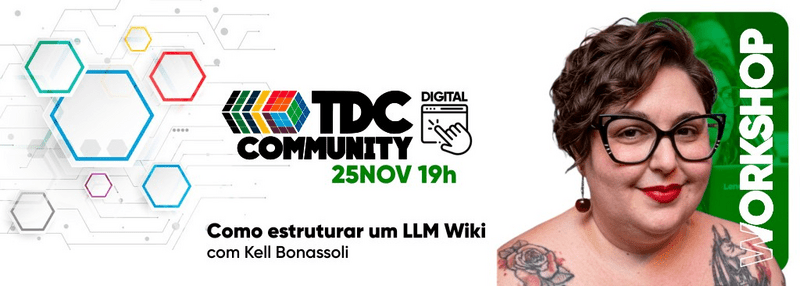 TDC
COMMUNITY
DIGITAL
25NOV 19h
Como estruturar um LLM Wiki
com Kell Bonassoli
WORKSHOP